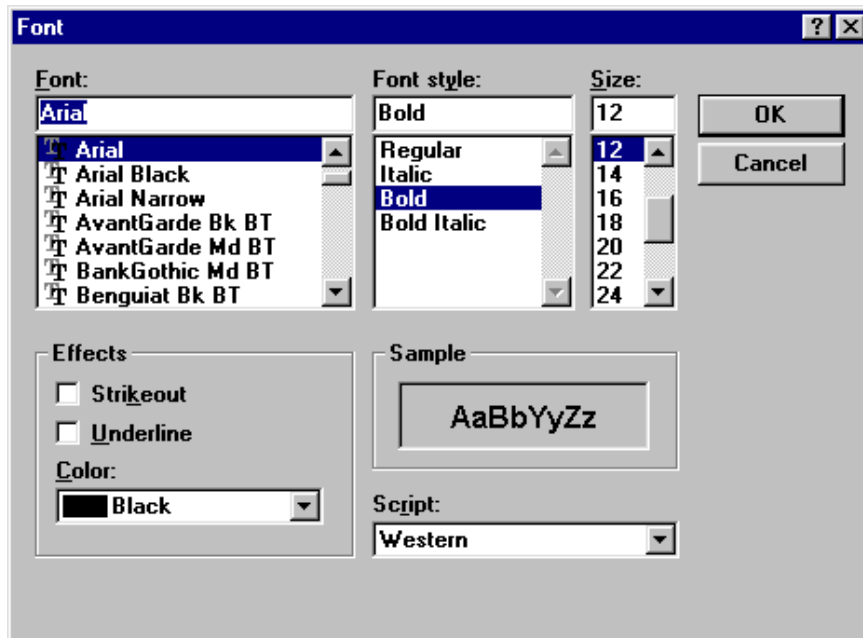 Font
Font:
Arial
Arial
Arial Black
Arial Narrow
AvantGarde Bk BT
AvantGarde Md BT
BankGothic Md BT
Benguiat Bk BT
Font style:
Bold
Regular
Italic
Bold
Bold Italic
Size:
12
12
14
16
18
20
22
24
OK
Cancel
Effects
Strikeout
Underline
Color:
Black
Sample
AaBbYyZz
Script:
Western